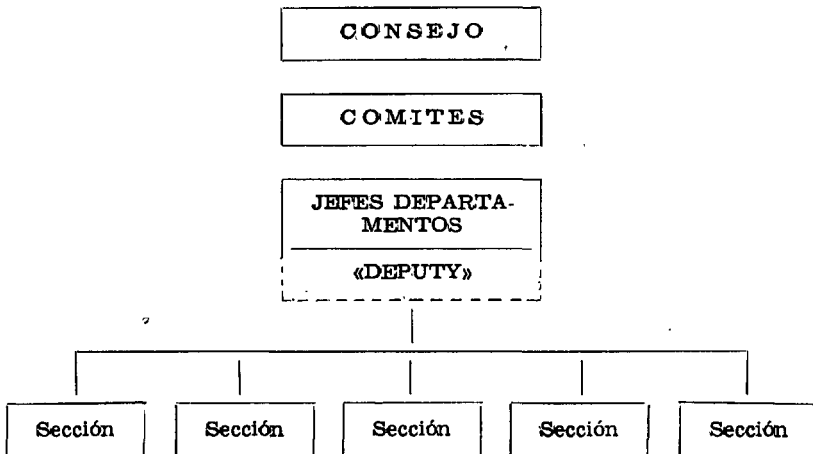 CONSEJO
COMITES
JEFES DEPARTA-
MENTOS
«DEPUTY»
Sección Sección Sección Sección Sección